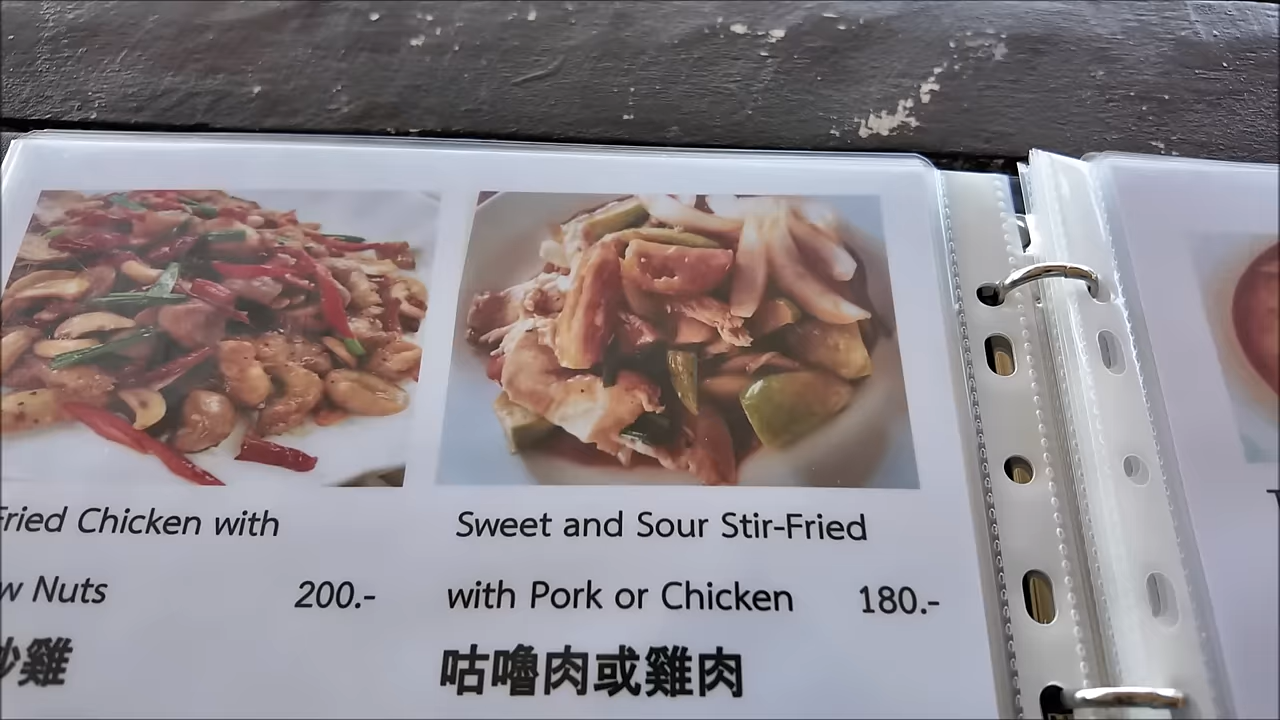 Fried Chicken with
Nuts 200.-
炒雞
Sweet and Sour Stir-Fried
with Pork or Chicken 180.-
咕嚕肉或雞肉